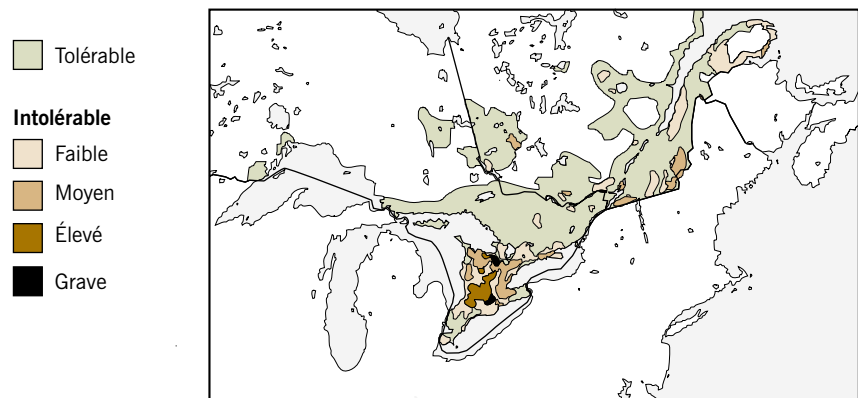 Tolérable
Intolérable
Faible
Moyen
Élevé
Grave